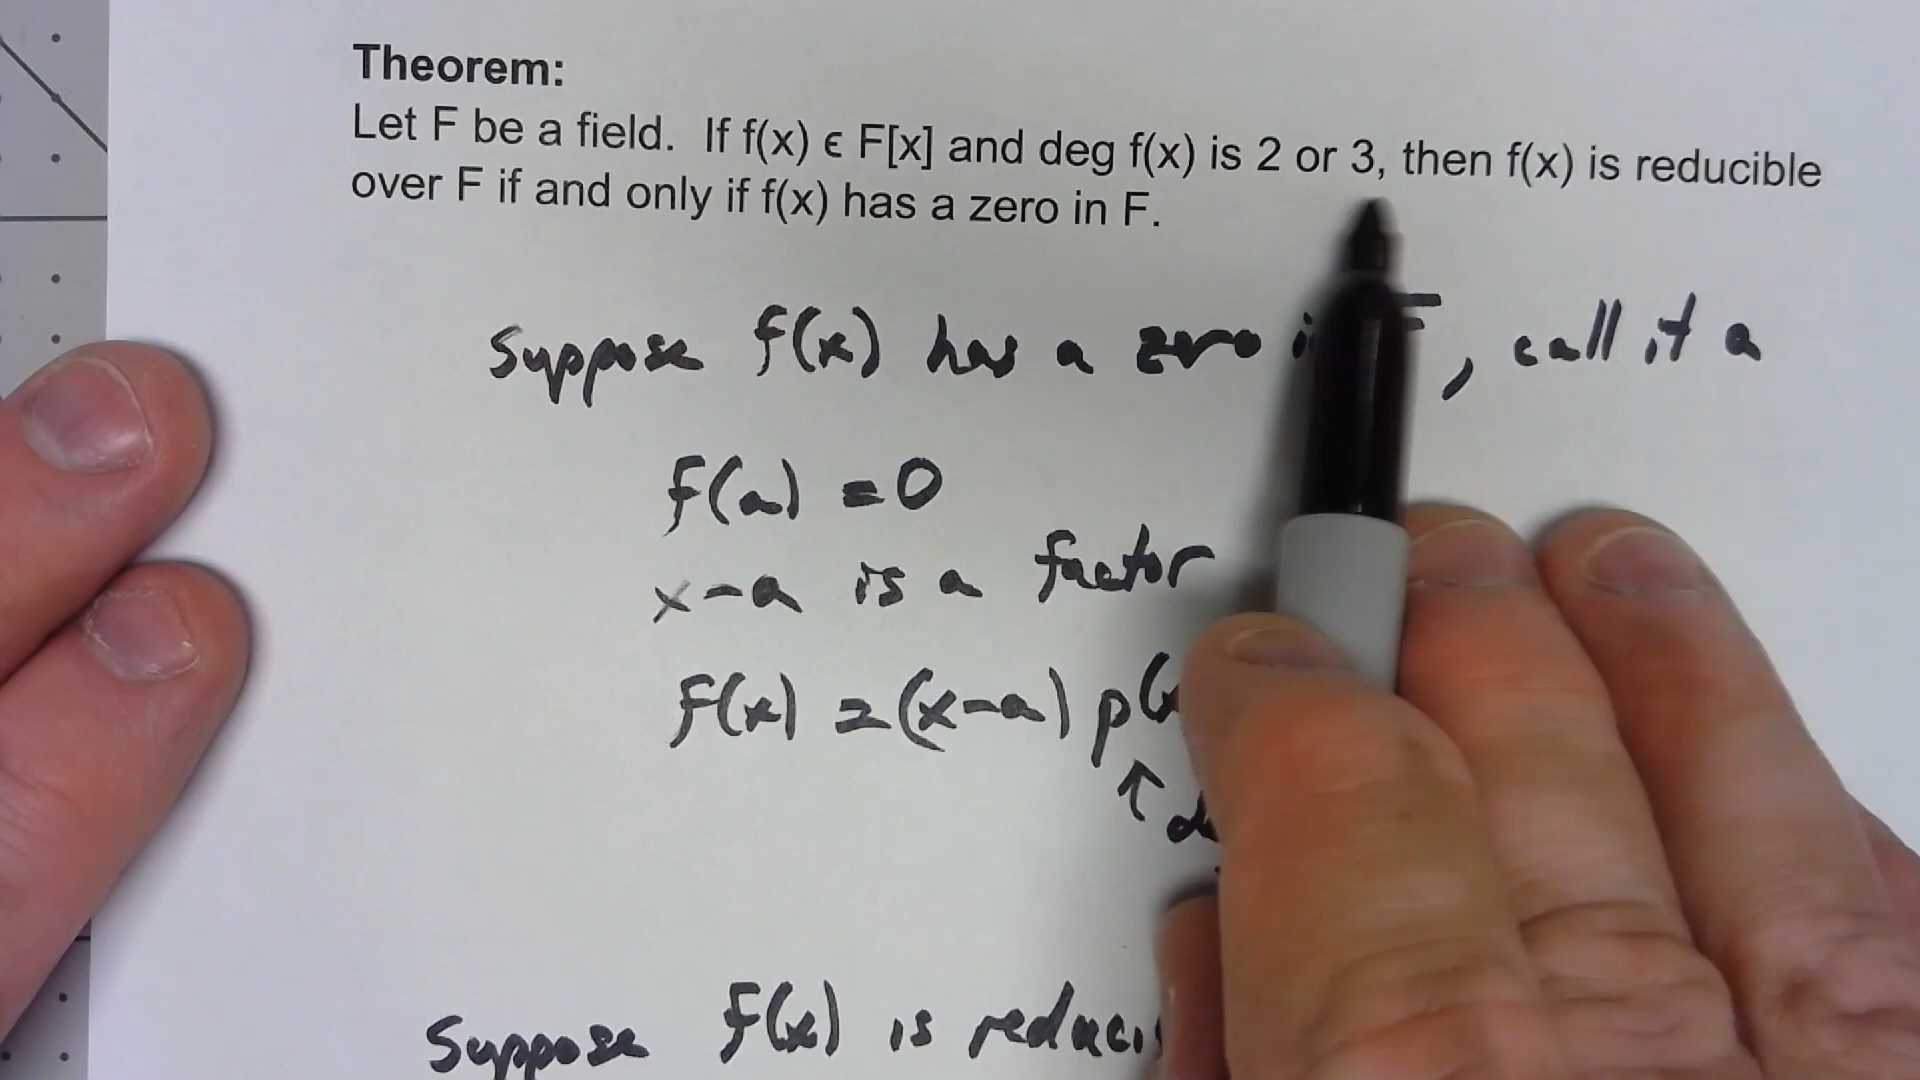 Theorem:
Let F be a field. If f(x) ϵ F[x] and deg f(x) is 2 or 3, then f(x) is reducible
over F if and only if f(x) has a zero in F.
Suppose f(x) has a zero , call it a
f(a) = 0
x-a is a factor
f(x) = (x-a) p(
↑
Suppose f(x) is